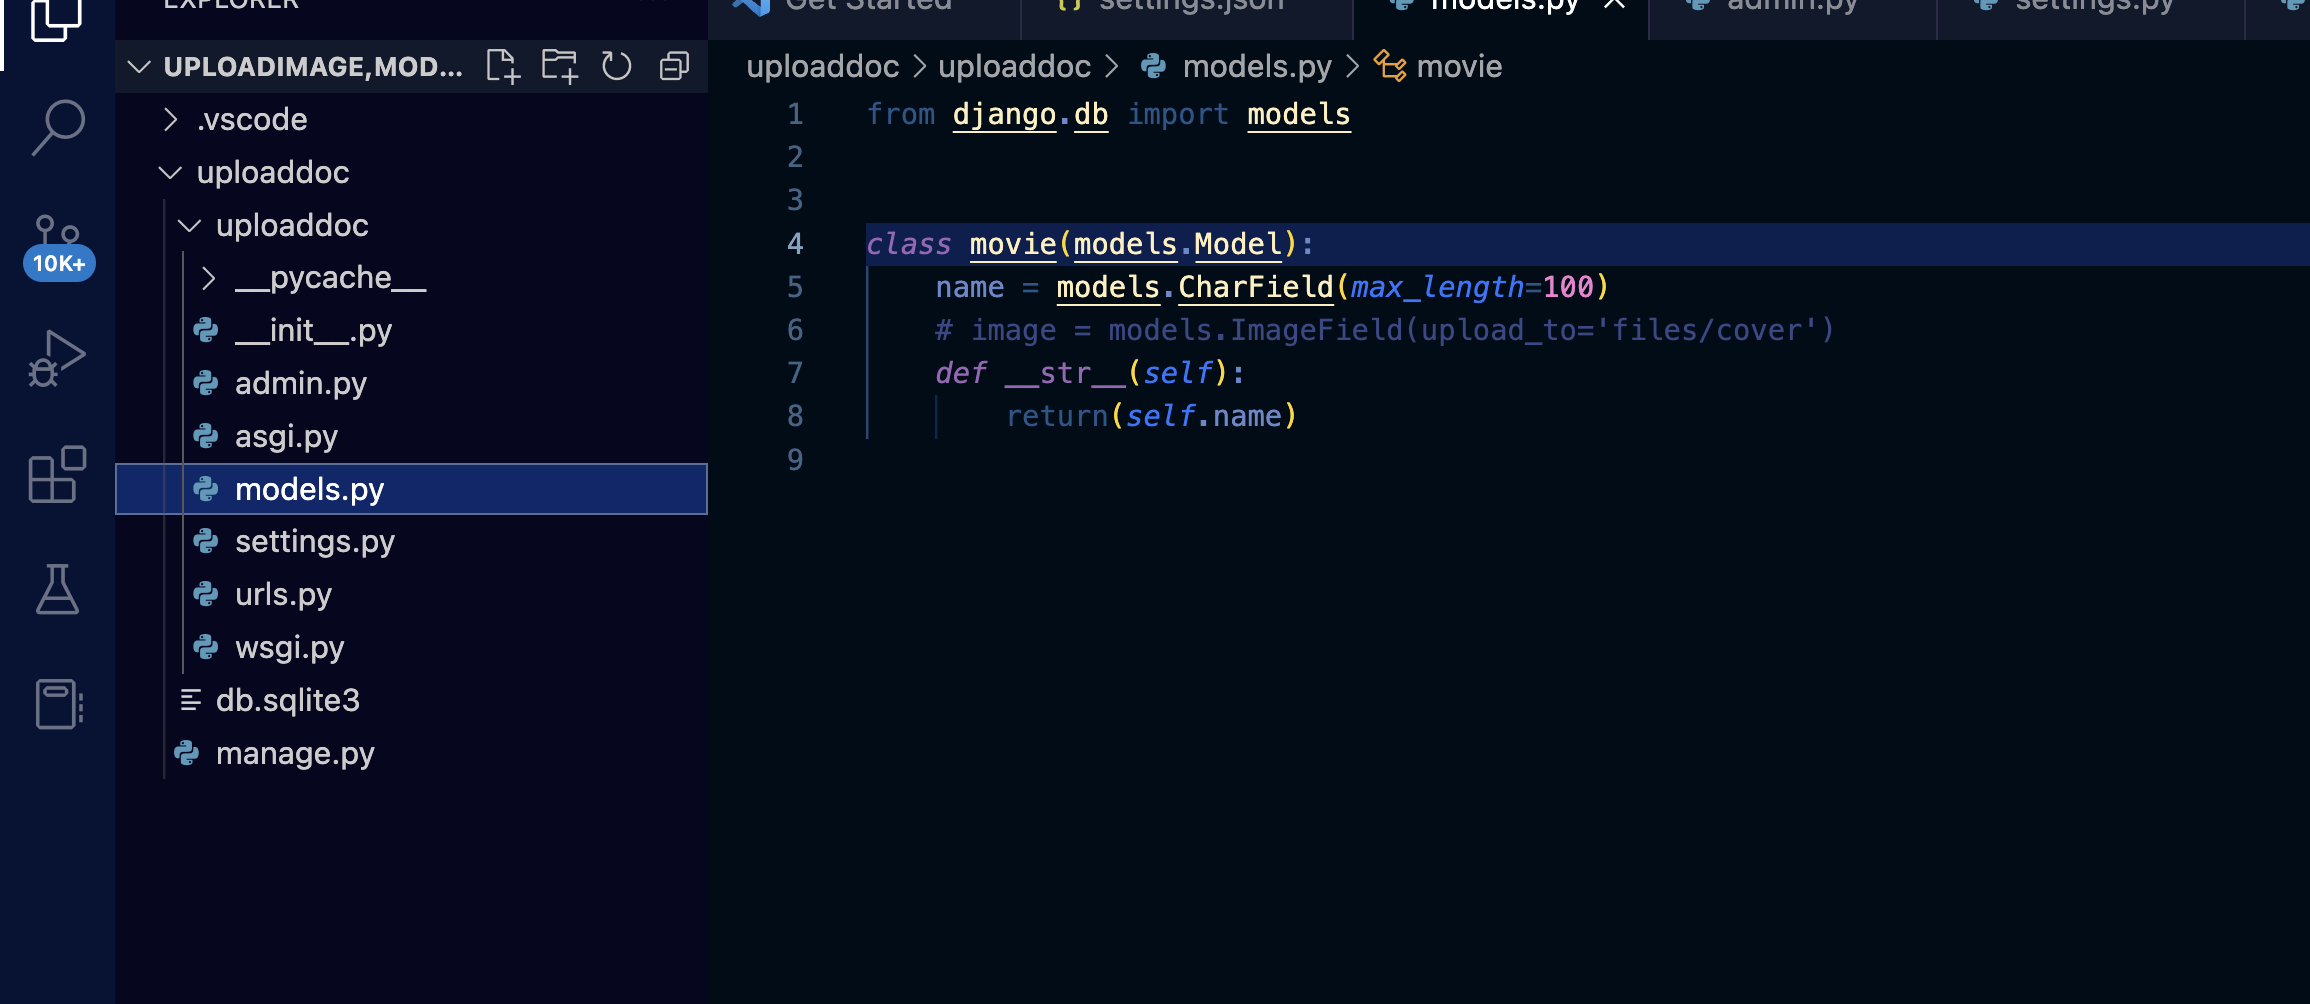 EXPLORER
Get Started
{} settings.json
models.py
admin.py
settings.py
UPLOADIMAGE,MOD...
uploaddoc > uploaddoc > models.py > movie
.vscode
uploaddoc
uploaddoc
__pycache__
__init__.py
admin.py
asgi.py
models.py
settings.py
urls.py
wsgi.py
db.sqlite3
manage.py
10K+
1 from django.db import models
2
3
4 class movie(models.Model):
5 name = models.CharField(max_length=100)
6 # image = models.ImageField(upload_to='files/cover')
7 def __str__(self):
8 return(self.name)
9